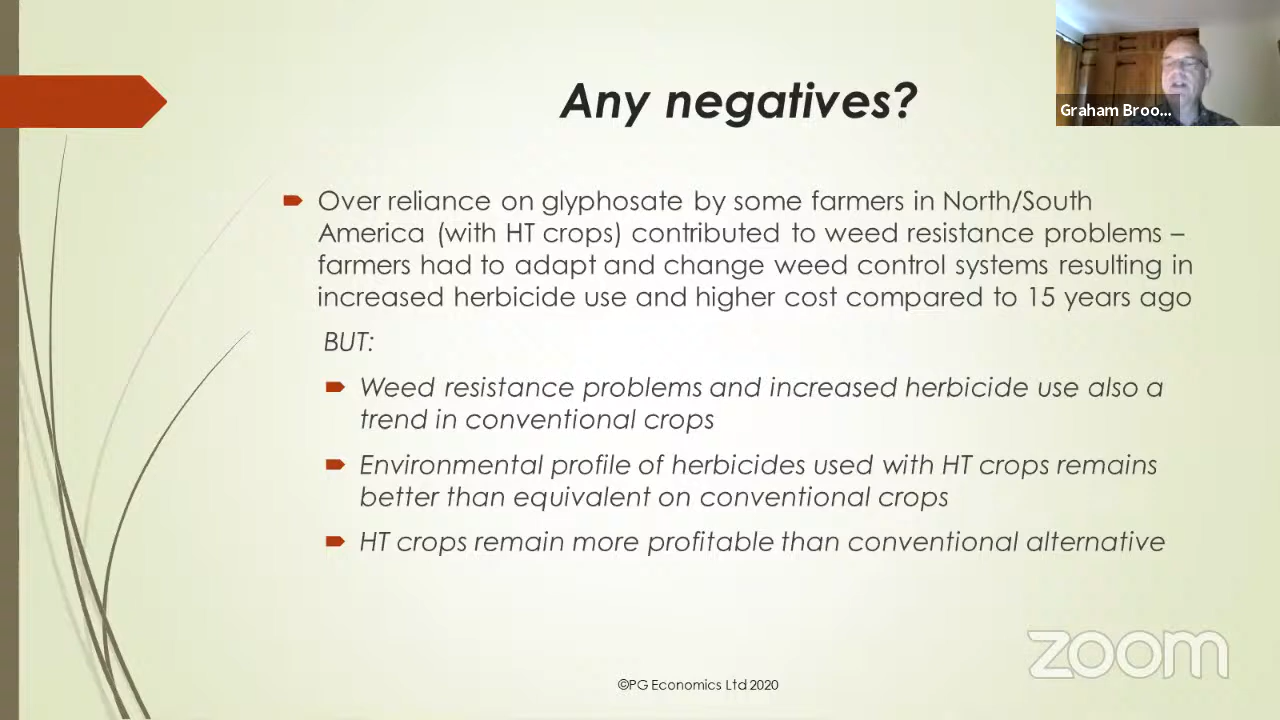 Any negatives?
Graham Broo...
Over reliance on glyphosate by some farmers in North/South
America (with HT crops) contributed to weed resistance problems –
farmers had to adapt and change weed control systems resulting in
increased herbicide use and higher cost compared to 15 years ago
BUT:
Weed resistance problems and increased herbicide use also a
trend in conventional crops
Environmental profile of herbicides used with HT crops remains
better than equivalent on conventional crops
HT crops remain more profitable than conventional alternative
zoom
©PG Economics Ltd 2020